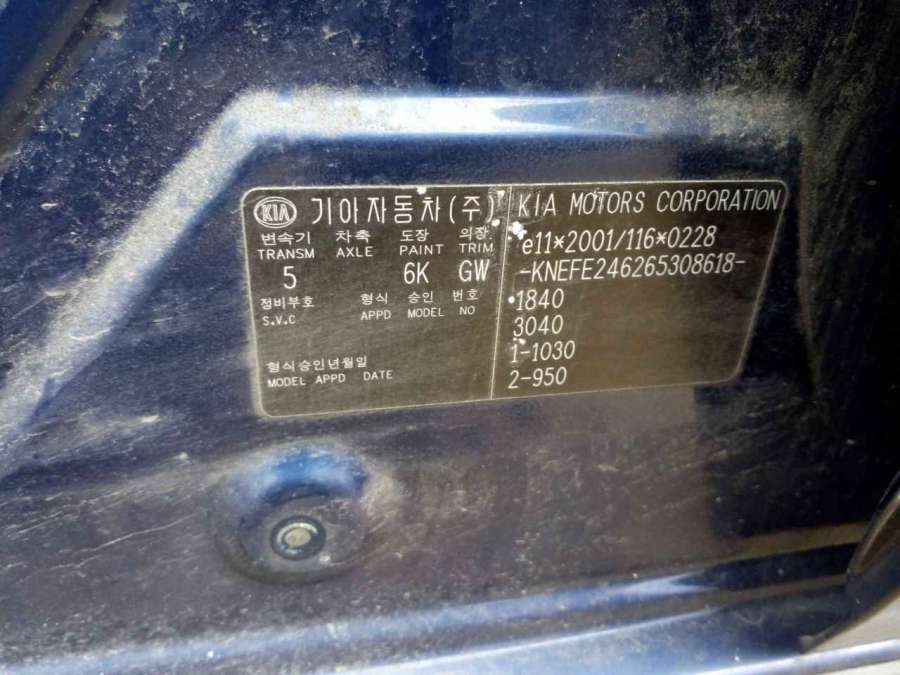 KIA 기아자동차(주)
변속기 차축 도장 의장
TRANSM AXLE PAINT TRIM
5 6K GW
정비부호 형식 승인 번호
S.V.C APPD MODEL NO
형식승인년월일
MODEL APPD DATE
KIA MOTORS CORPORATION
e11*2001/116*0228
-KNEFE246265308618-
1840
3040
1-1030
2-950